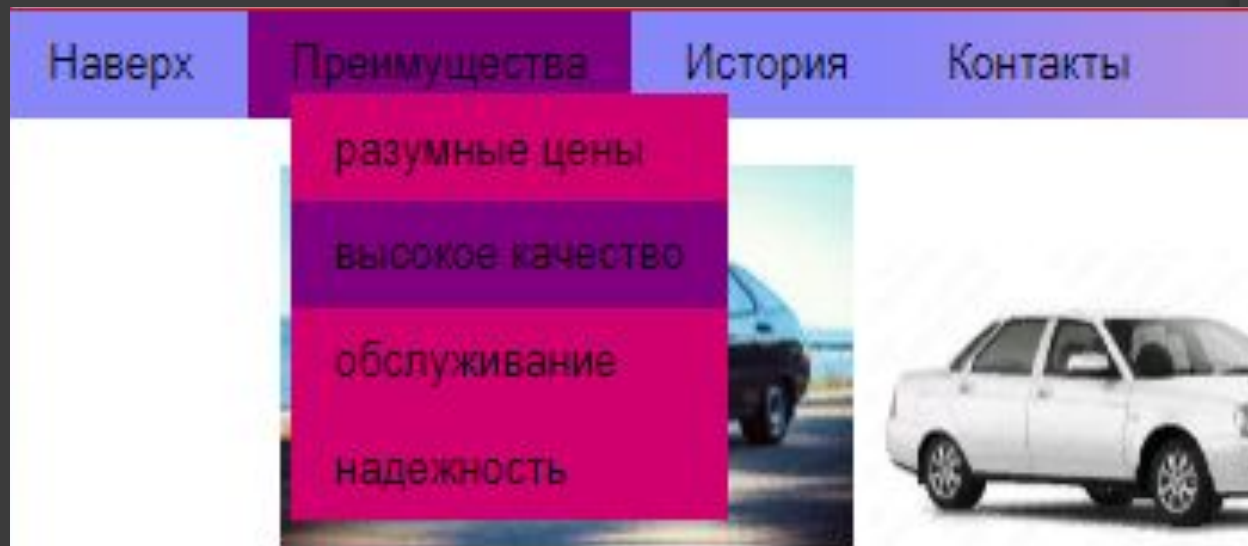 Наверх Преимущества История Контакты
разумные цены
высокое качество
обслуживание
надежность